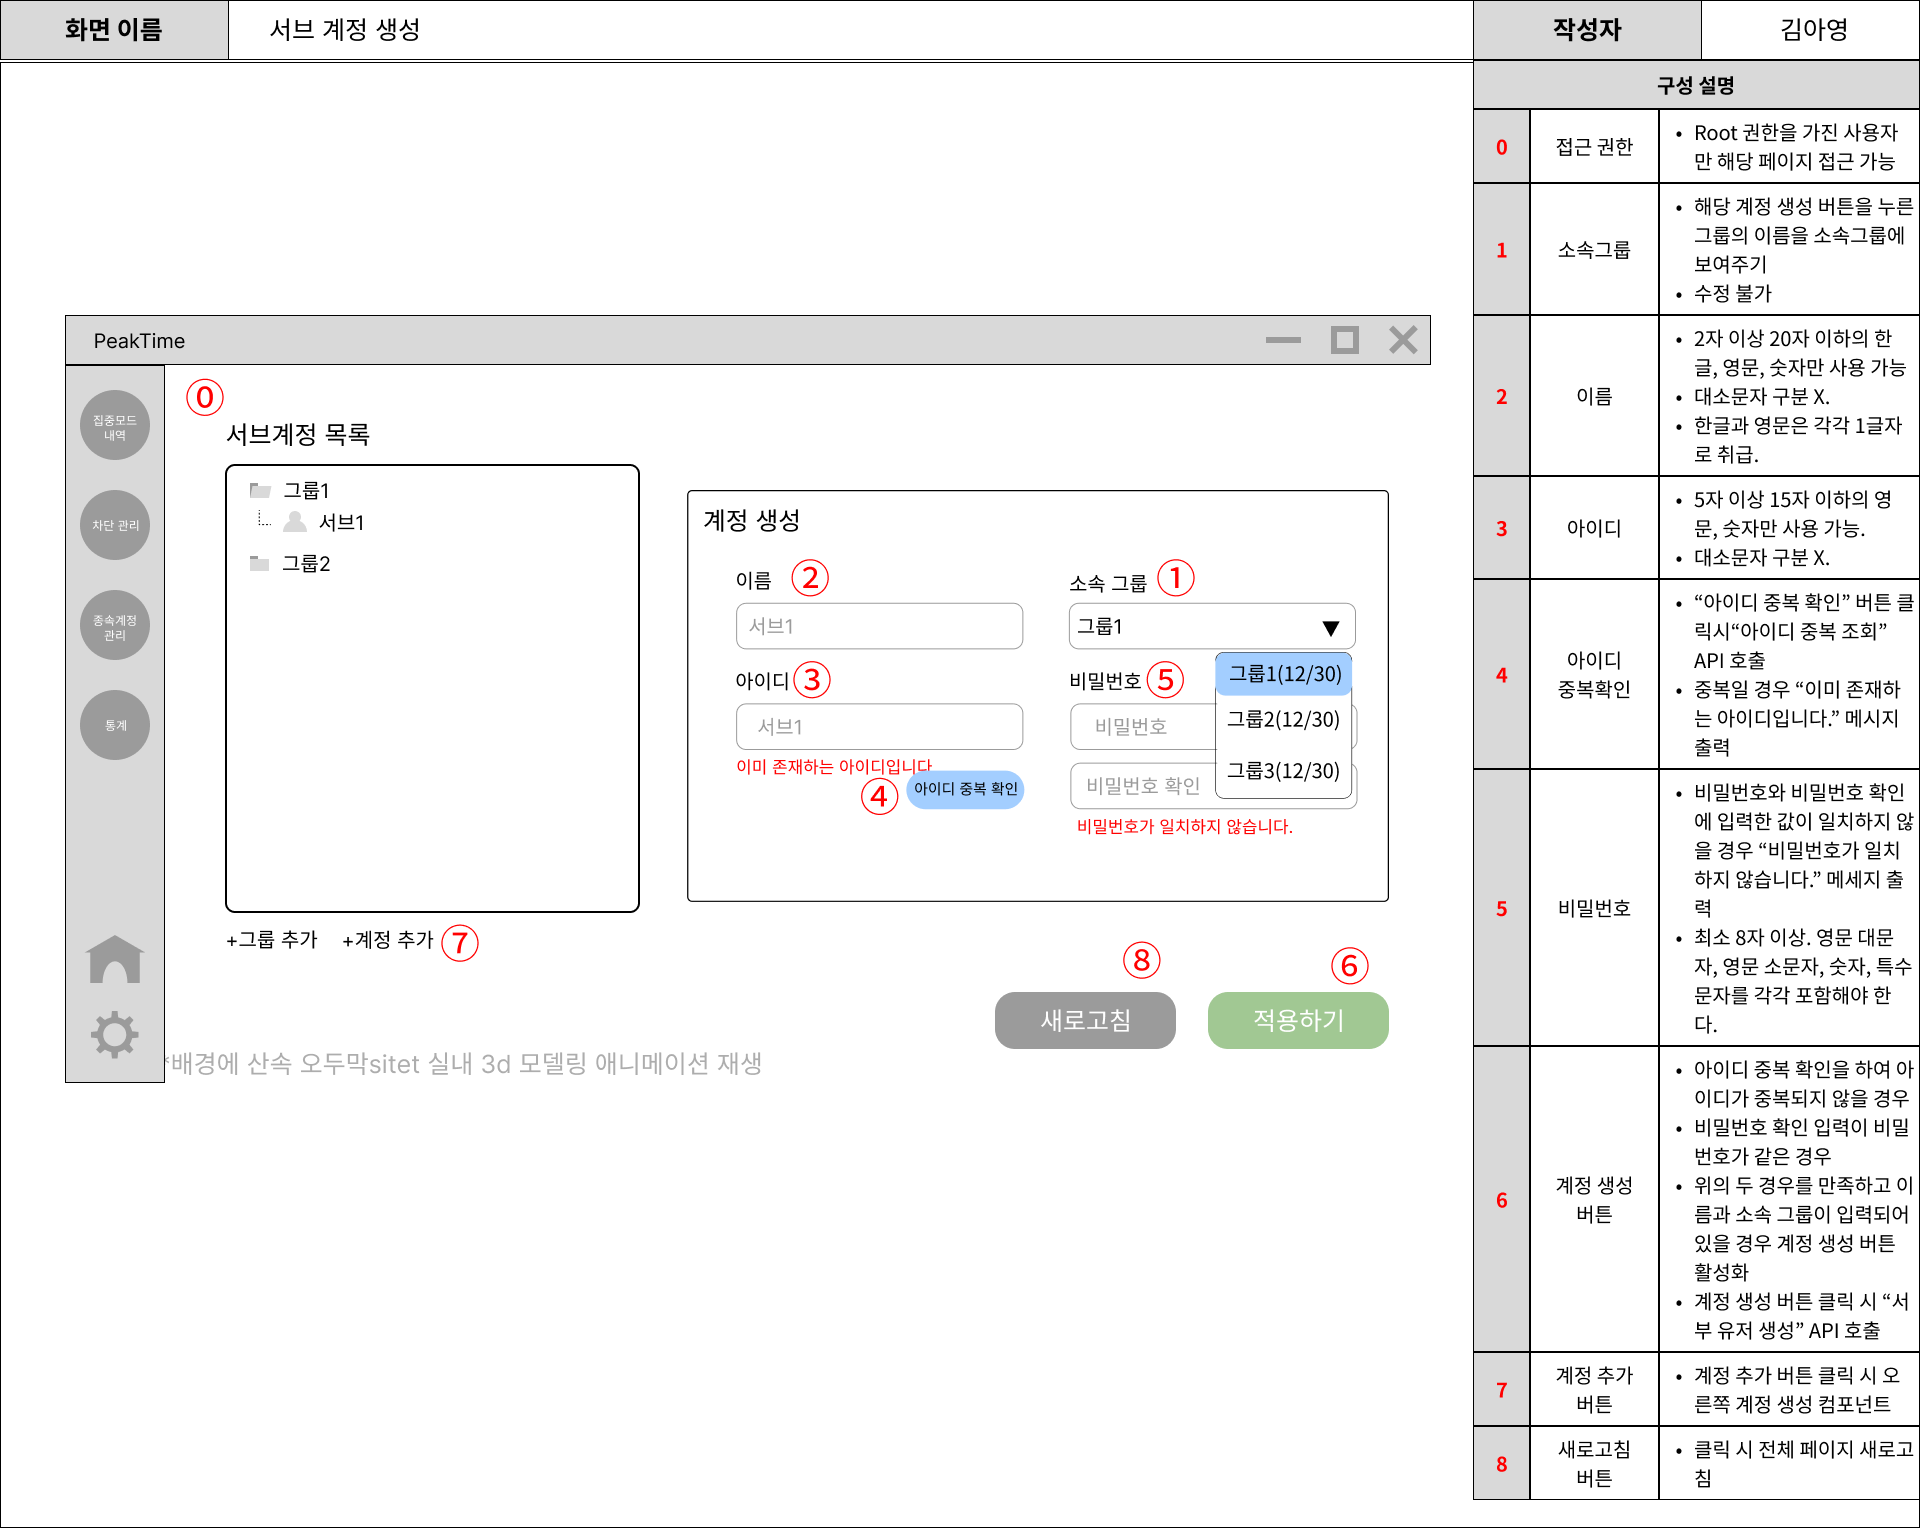 화면 이름
서브 계정 생성
작성자
김아영
구성 설명
0
접근 권한
• Root 권한을 가진 사용자
만 해당 페이지 접근 가능
1
소속그룹
• 해당 계정 생성 버튼을 누른
그룹의 이름을 소속그룹에
보여주기
• 수정 불가
2
이름
• 2자 이상 20자 이하의 한
글, 영문, 숫자만 사용 가능
• 대소문자 구분 X.
• 한글과 영문은 각각 1글자
로 취급.
3
아이디
• 5자 이상 15자 이하의 영
문, 숫자만 사용 가능.
• 대소문자 구분 X.
4
아이디
중복확인
• “아이디 중복 확인” 버튼 클
릭시“아이디 중복 조회”
API 호출
• 중복일 경우 “이미 존재하
는 아이디입니다.” 메시지
출력
5
비밀번호
• 비밀번호와 비밀번호 확인
에 입력한 값이 일치하지 않
을 경우 “비밀번호가 일치
하지 않습니다.” 메세지 출
력
• 최소 8자 이상. 영문 대문
자, 영문 소문자, 숫자, 특수
문자를 각각 포함해야 한
다.
6
계정 생성
버튼
• 아이디 중복 확인을 하여 아
이디가 중복되지 않을 경우
• 비밀번호 확인 입력이 비밀
번호가 같은 경우
• 위의 두 경우를 만족하고 이
름과 소속 그룹이 입력되어
있을 경우 계정 생성 버튼
활성화
• 계정 생성 버튼 클릭 시 “서
부 유저 생성” API 호출
7
계정 추가
버튼
• 계정 추가 버튼 클릭 시 오
른쪽 계정 생성 컴포넌트
8
새로고침
버튼
• 클릭 시 전체 페이지 새로고
침
PeakTime
집중모드
내역
차단 관리
종속계정
관리
통계
0
서브계정 목록
그룹1
서브1
그룹2
+그룹 추가 +계정 추가 7
계정 생성
이름 2
서브1
소속 그룹 1
그룹1 ▼
그룹1(12/30)
그룹2(12/30)
그룹3(12/30)
아이디 3
서브1
이미 존재하는 아이디입니다
4 아이디 중복 확인
비밀번호 5
비밀번호
비밀번호 확인
비밀번호가 일치하지 않습니다.
8
6
새로고침
적용하기
*배경에 산속 오두막sitet 실내 3d 모델링 애니메이션 재생